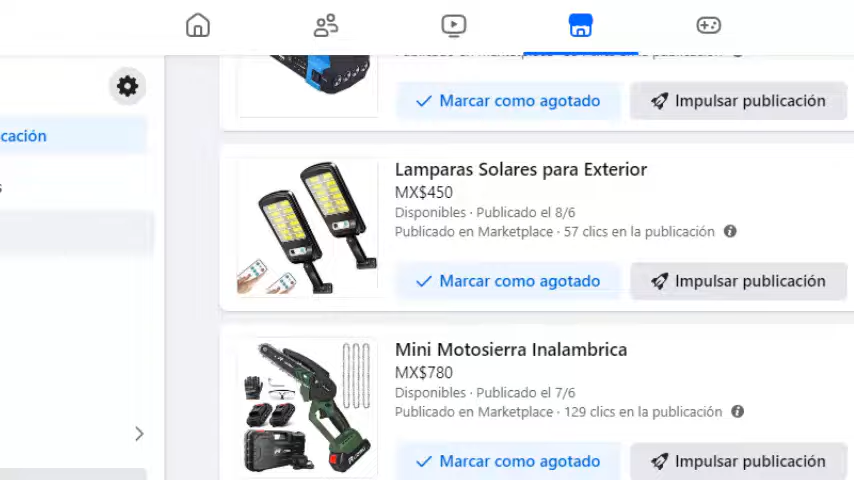 Marcar como agotado
Impulsar publicación
cación
s
Lamparas Solares para Exterior
MX$450
Disponibles · Publicado el 8/6
Publicado en Marketplace · 57 clics en la publicación
Marcar como agotado
Impulsar publicación
Mini Motosierra Inalambrica
MX$780
Disponibles · Publicado el 7/6
Publicado en Marketplace · 129 clics en la publicación
Marcar como agotado
Impulsar publicación